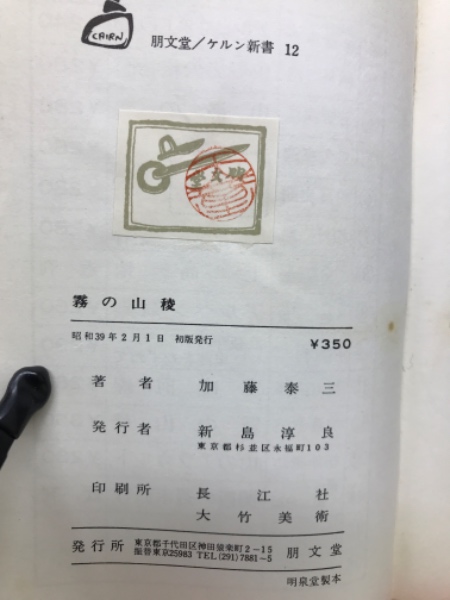 CAIRN
朋文堂/ケルン新書 12
朋文堂
霧の山稜
昭和39年2月1日 初版発行
¥350
著者 加藤泰三
発行者 新島淳良
東京都杉並区永福町103
印刷所 長江社
大竹美術
発行所 東京都千代田区神田猿楽町2-15 朋文堂
振替東京25983 TEL(291)7881-5
明泉堂製本